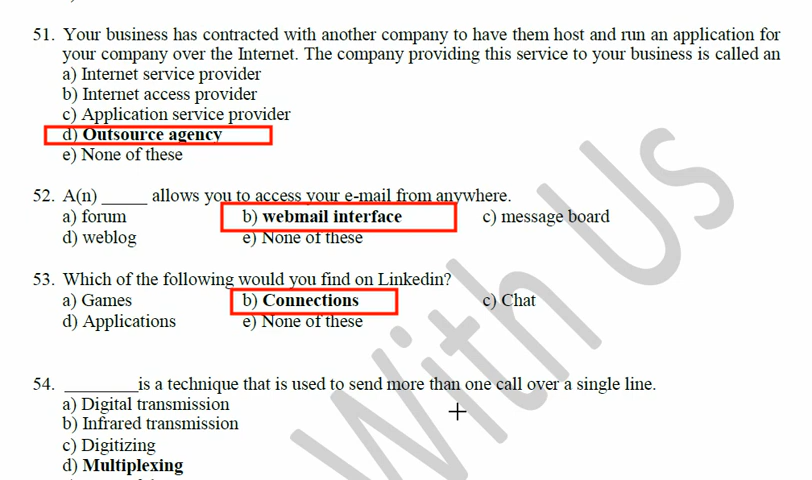 51. Your business has contracted with another company to have them host and run an application for
your company over the Internet. The company providing this service to your business is called an
a) Internet service provider
b) Internet access provider
c) Application service provider
d) Outsource agency
e) None of these
52. A(n) _____ allows you to access your e-mail from anywhere.
a) forum b) webmail interface c) message board
d) weblog e) None of these
53. Which of the following would you find on Linkedin?
a) Games b) Connections c) Chat
d) Applications e) None of these
54. ________is a technique that is used to send more than one call over a single line.
a) Digital transmission
b) Infrared transmission
c) Digitizing
d) Multiplexing
With Us